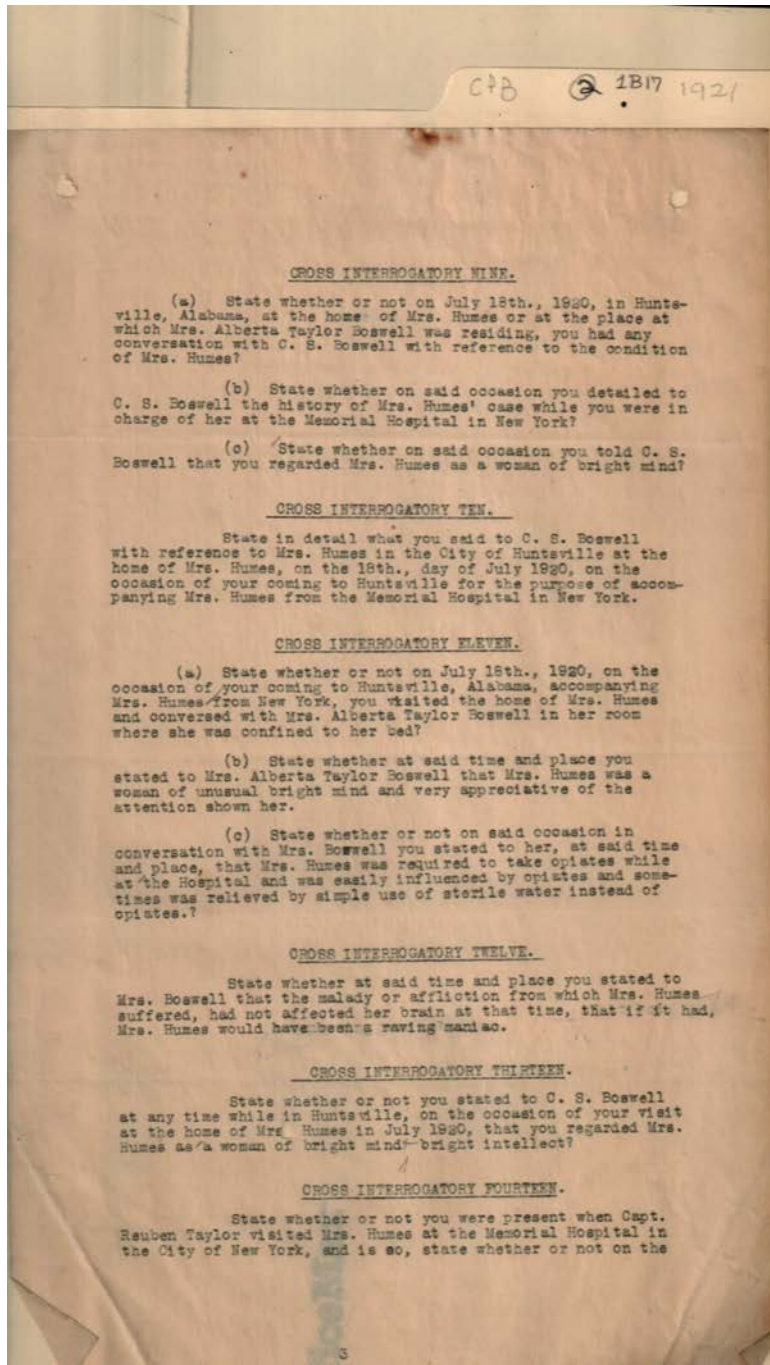 CPB 2 1B17 1921
CROSS INTERROGATORY NINE.
(a) State whether or not on July 18th., 1920, in Hunts-
ville, Alabama, at the home of Mrs. Humes or at the place at
which Mrs. Alberta Taylor Boswell was residing, you had any
conversation with C. S. Boswell with reference to the condition
of Mrs. Humes?
(b) State whether on said occasion you detailed to
C. S. Boswell the history of Mrs. Humes' case while you were in
charge of her at the Memorial Hospital in New York?
(c) State whether on said occasion you told C. S.
Boswell that you regarded Mrs. Humes as a woman of bright mind?
CROSS INTERROGATORY TEN.
State in detail what you said to C. S. Boswell
with reference to Mrs. Humes in the City of Huntsville at the
home of Mrs. Humes, on the 18th., day of July 1920, on the
occasion of your coming to Huntsville for the purpose of accom-
panying Mrs. Humes from the Memorial Hospital in New York.
CROSS INTERROGATORY ELEVEN.
(a) State whether or not on July 18th., 1920, on the
occasion of your coming to Huntsville, Alabama, accompanying
Mrs. Humes from New York, you visited the home of Mrs. Humes
and conversed with Mrs. Alberta Taylor Boswell in her room
where she was confined to her bed?
(b) State whether at said time and place you
stated to Mrs. Alberta Taylor Boswell that Mrs. Humes was a
woman of unusual bright mind and very appreciative of the
attention shown her.
(c) State whether or not on said occasion in
conversation with Mrs. Boswell you stated to her, at said time
and place, that Mrs. Humes was required to take opiates while
at the Hospital and was easily influenced by opiates and some-
times was relieved by simple use of sterile water instead of
opiates.?
CROSS INTERROGATORY TWELVE.
State whether at said time and place you stated to
Mrs. Boswell that the malady or affliction from which Mrs. Humes
suffered, had not affected her brain at that time, that if it had,
Mrs. Humes would have been a raving maniac.
CROSS INTERROGATORY THIRTEEN.
State whether or not you stated to C. S. Boswell
at any time while in Huntsville, on the occasion of your visit
at the home of Mrs Humes in July 1920, that you regarded Mrs.
Humes as a woman of bright mind bright intellect?
CROSS INTERROGATORY FOURTEEN.
State whether or not you were present when Capt.
Reuben Taylor visited Mrs. Humes at the Memorial Hospital in
the City of New York, and is so, state whether or not on the
3